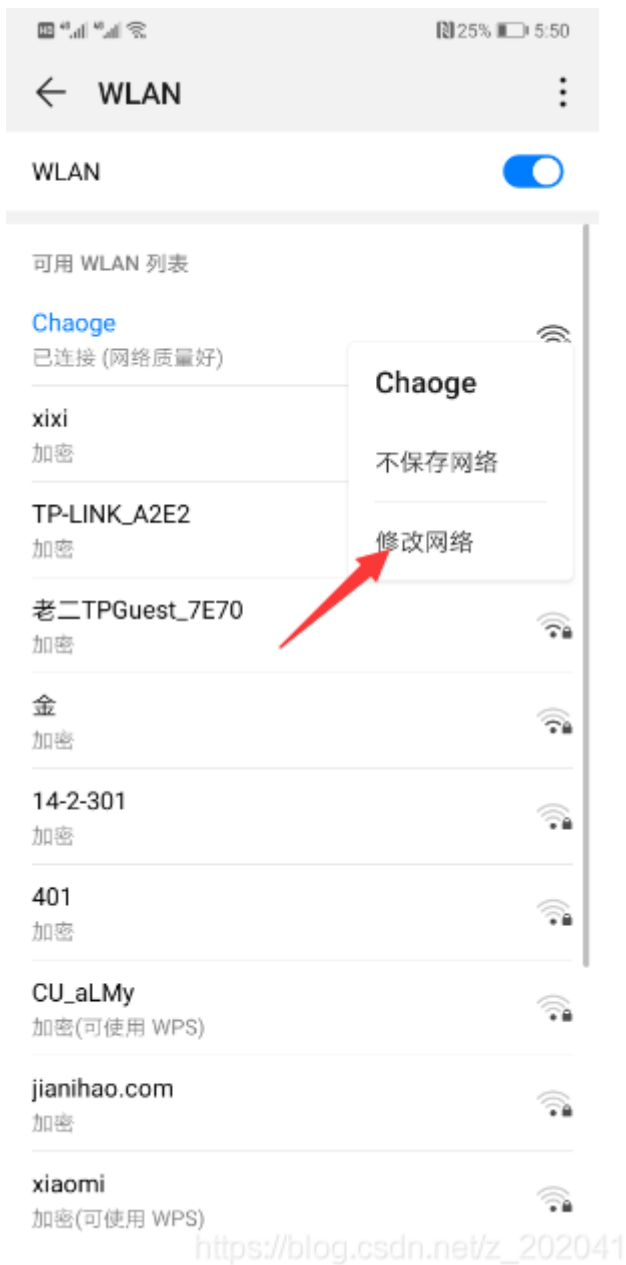 HD 4G 4G 25% 5:50
WLAN
WLAN
可用 WLAN 列表
Chaoge
已连接 (网络质量好)
Chaoge
不保存网络
修改网络
xixi
加密
TP-LINK_A2E2
加密
老二TPGuest_7E70
加密
金
加密
14-2-301
加密
401
加密
CU_aLMy
加密(可使用 WPS)
jianihao.com
加密
xiaomi
加密(可使用 WPS)
https://blog.csdn.net/z_202041